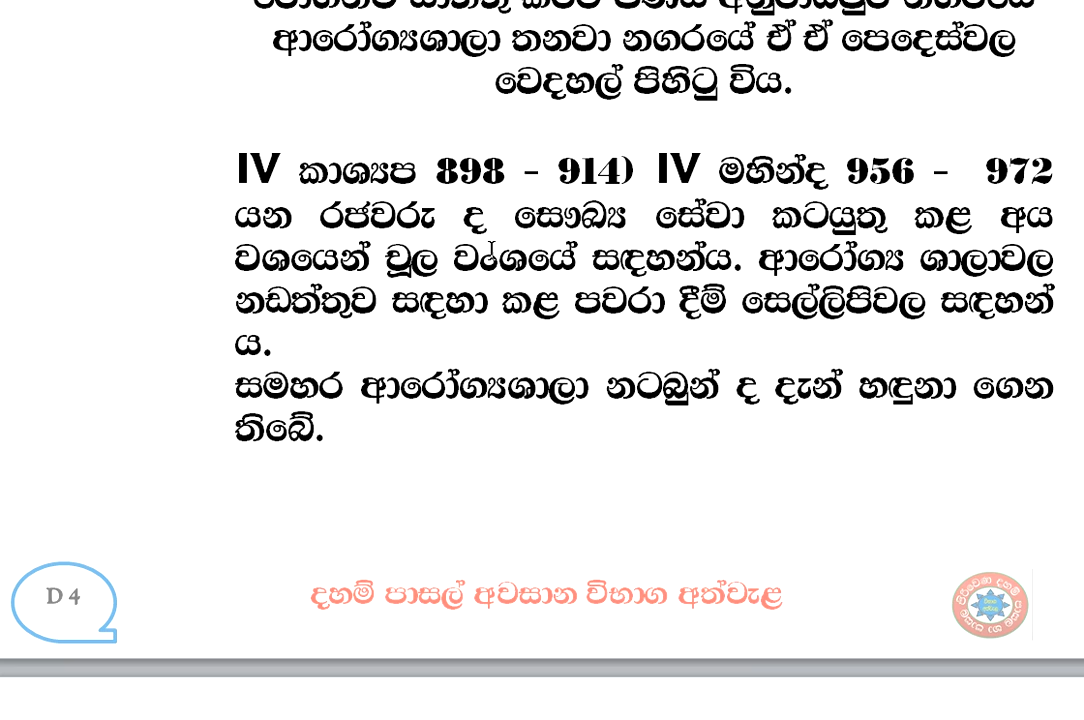 ආරෝග්‍යශාලා තනවා නගරයේ ඒ ඒ පෙදෙස්වල
වෙදහල් පිහිටු විය.
IV කාශ්‍යප 898 - 914) IV මහින්ද 956 - 972
යන රජවරු ද සෞඛ්‍ය සේවා කටයුතු කළ අය
වශයෙන් චූල වංශයේ සඳහන්ය. ආරෝග්‍ය ශාලාවල
නඩත්තුව සඳහා කළ පවරා දීම් සෙල්ලිපිවල සඳහන්
ය.
සමහර ආරෝග්‍යශාලා නටබුන් ද දැන් හඳුනා ගෙන
තිබේ.
D 4
දහම් පාසල් අවසාන විභාග අත්වැළ